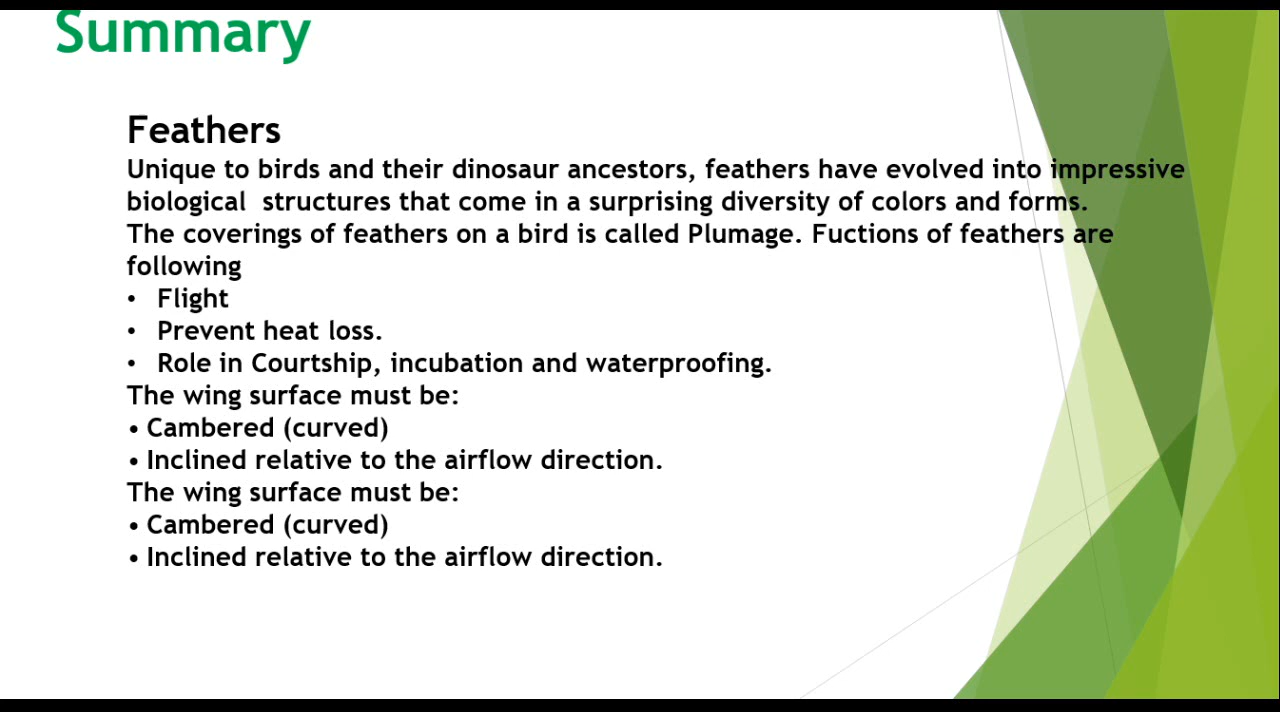 Summary
Feathers
Unique to birds and their dinosaur ancestors, feathers have evolved into impressive
biological  structures that come in a surprising diversity of colors and forms.
The coverings of feathers on a bird is called Plumage. Fuctions of feathers are
following
• Flight
• Prevent heat loss.
• Role in Courtship, incubation and waterproofing.
The wing surface must be:
• Cambered (curved)
• Inclined relative to the airflow direction.
The wing surface must be:
• Cambered (curved)
• Inclined relative to the airflow direction.